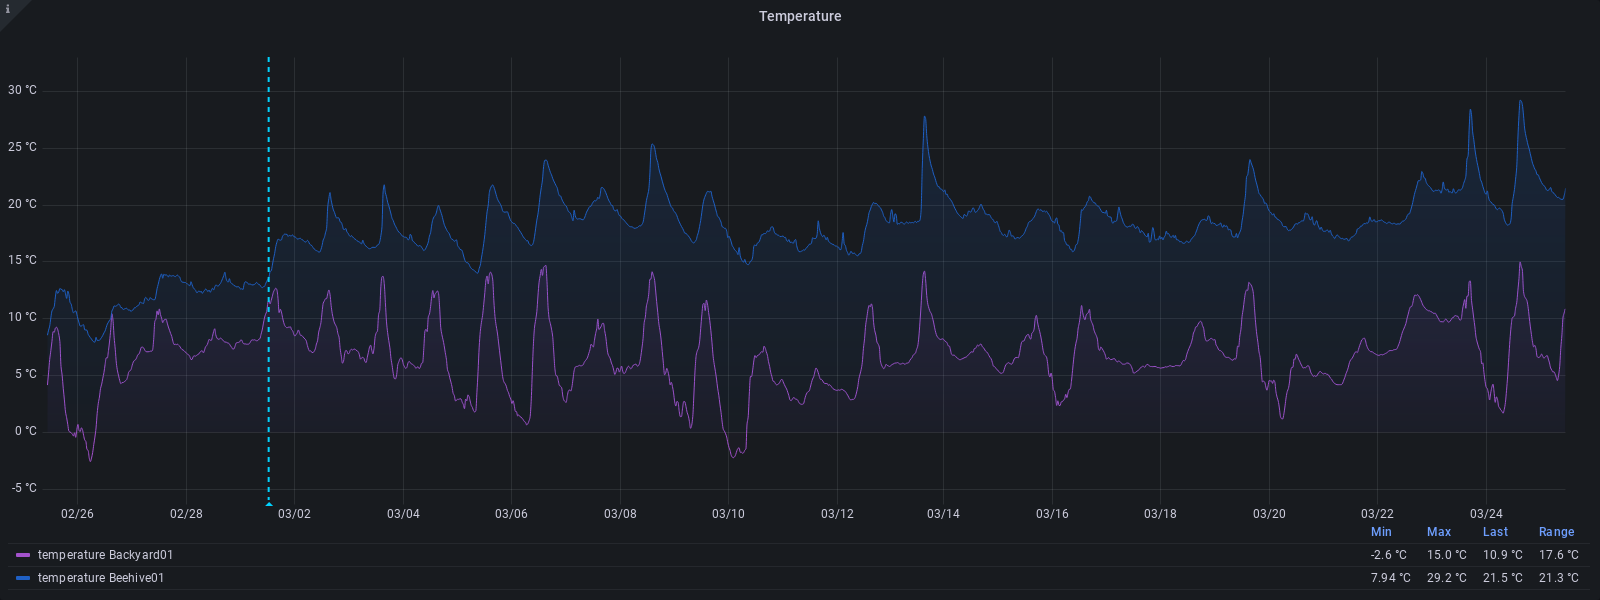 i
Temperature
30 °C
25 °C
20 °C
15 °C
10 °C
5 °C
0 °C
-5 °C
02/26 02/28 03/02 03/04 03/06 03/08 03/10 03/12 03/14 03/16 03/18 03/20 03/22 03/24
Min Max Last Range
temperature Backyard01 -2.6 °C 15.0 °C 10.9 °C 17.6 °C
temperature Beehive01 7.94 °C 29.2 °C 21.5 °C 21.3 °C